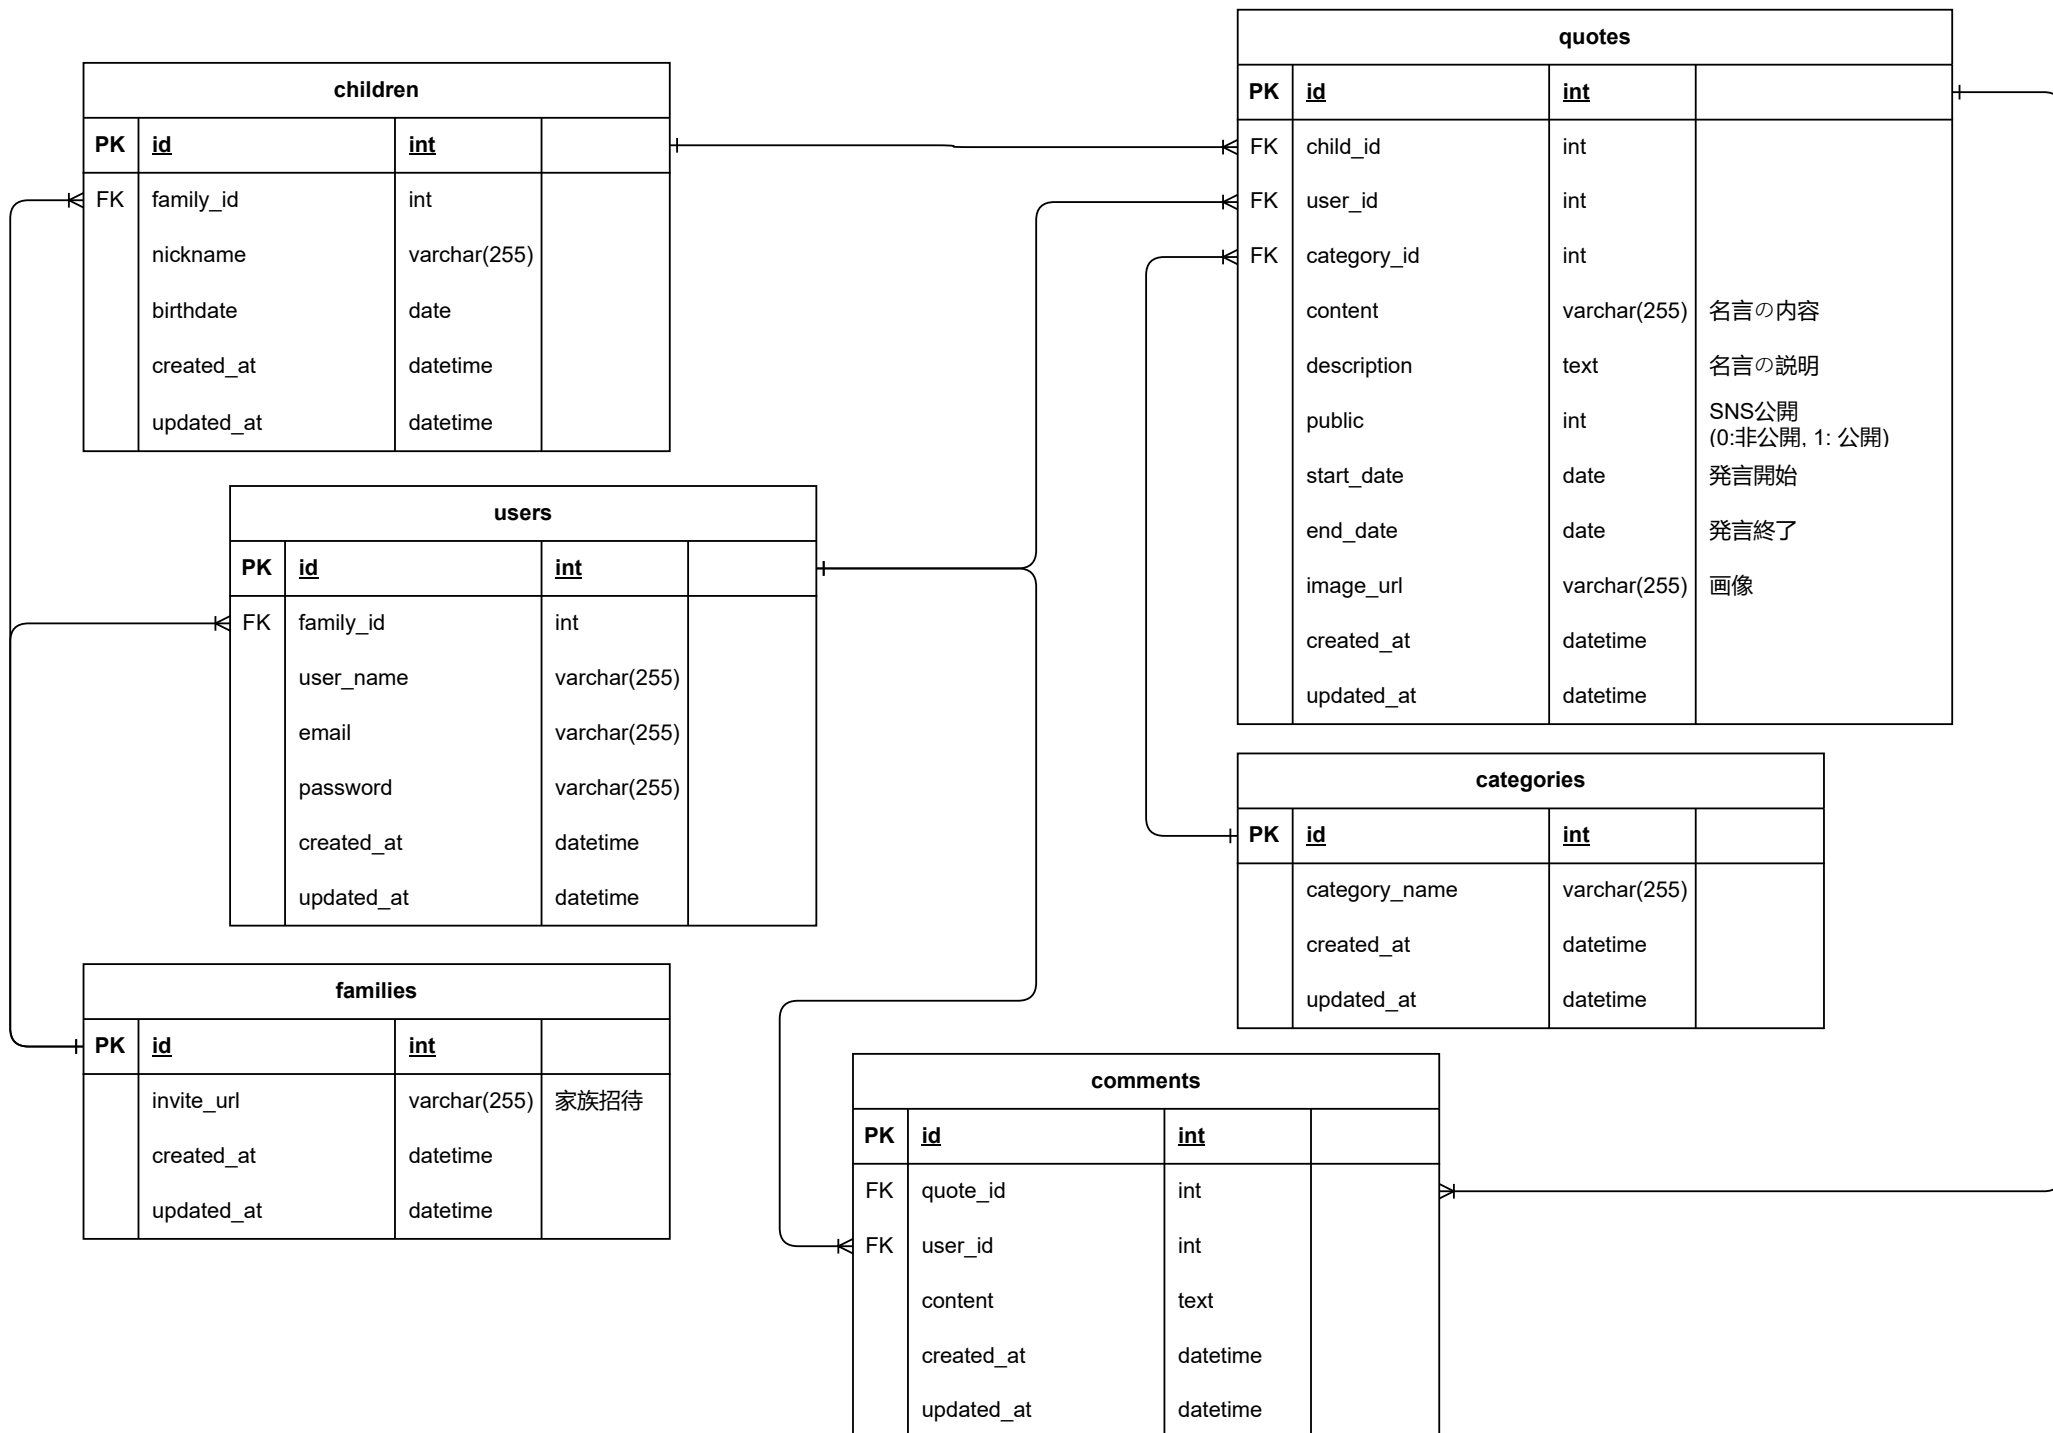 children
PK id int
FK family_id int
nickname varchar(255)
birthdate date
created_at datetime
updated_at datetime
users
PK id int
FK family_id int
user_name varchar(255)
email varchar(255)
password varchar(255)
created_at datetime
updated_at datetime
families
PK id int
invite_url varchar(255) 家族招待
created_at datetime
updated_at datetime
quotes
PK id int
FK child_id int
FK user_id int
FK category_id int
content varchar(255) 名言の内容
description text 名言の説明
public int SNS公開
(0:非公開, 1: 公開)
start_date date 発言開始
end_date date 発言終了
image_url varchar(255) 画像
created_at datetime
updated_at datetime
categories
PK id int
category_name varchar(255)
created_at datetime
updated_at datetime
comments
PK id int
FK quote_id int
FK user_id int
content text
created_at datetime
updated_at datetime